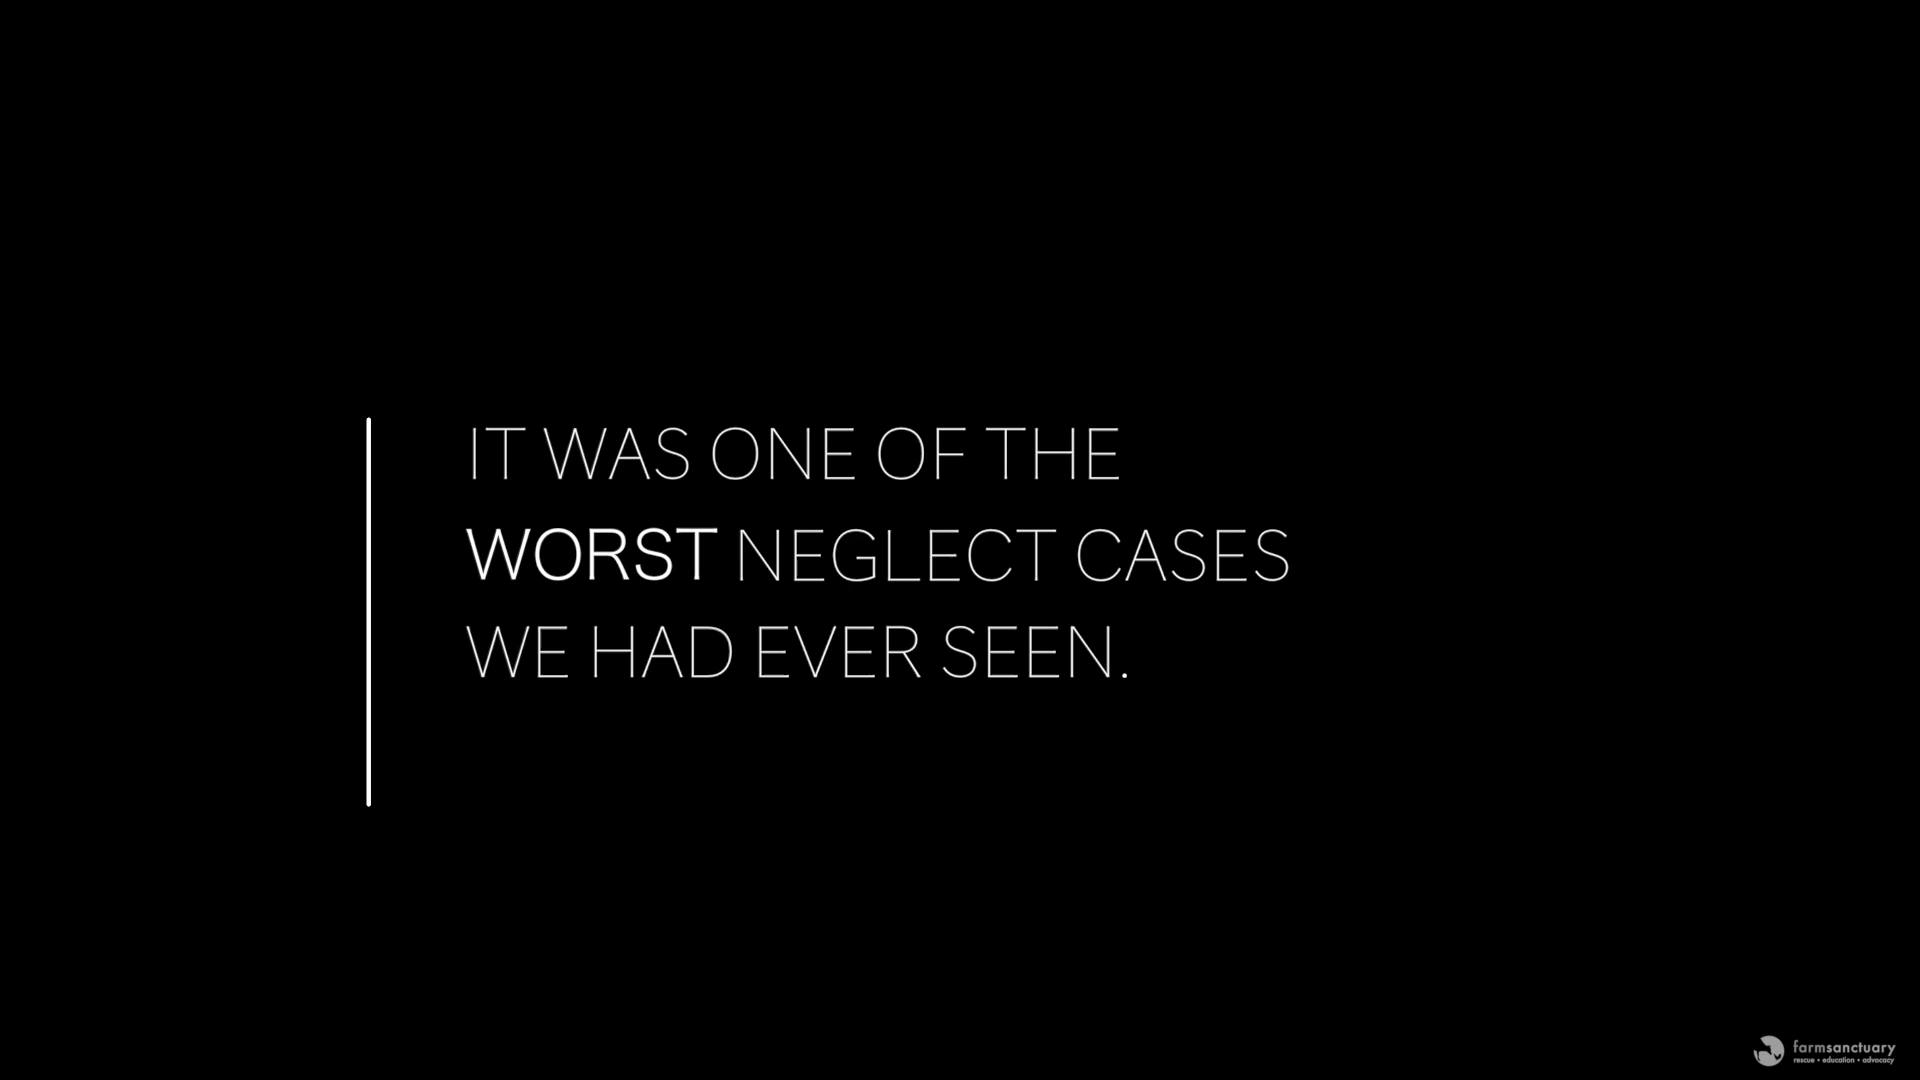 IT WAS ONE OF THE
WORST NEGLECT CASES
WE HAD EVER SEEN.
farmsanctuary
rescue • education • advocacy